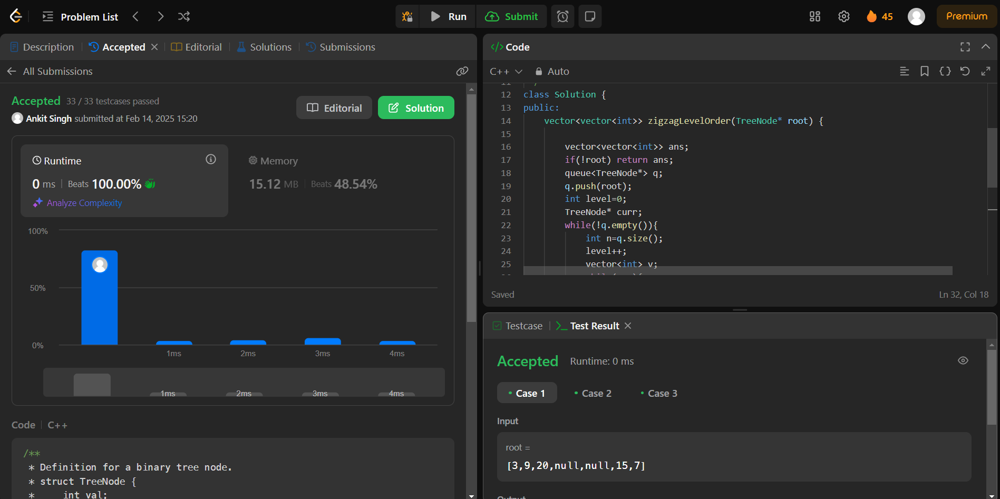 Problem List
Run
Submit
45
Premium
Description
Accepted
Editorial
Solutions
Submissions
All Submissions
Accepted 33 / 33 testcases passed
Ankit Singh submitted at Feb 14, 2025 15:20
Editorial
Solution
Runtime
0 ms | Beats 100.00%
Analyze Complexity
Memory
15.12 MB | Beats 48.54%
100%
50%
0%
1ms
2ms
3ms
4ms
1ms
2ms
3ms
4ms
Code | C++
/**
* Definition for a binary tree node.
* struct TreeNode {
* int val;
</> Code
C++
Auto
11 */
12 class Solution {
13 public:
14 vector<vector<int>> zigzagLevelOrder(TreeNode* root) {
15
16 vector<vector<int>> ans;
17 if(!root) return ans;
18 queue<TreeNode*> q;
19 q.push(root);
20 int level=0;
21 TreeNode* curr;
22 while(!q.empty()){
23 int n=q.size();
24 level++;
25 vector<int> v;
Saved
Ln 32, Col 18
Testcase
>_ Test Result
Accepted Runtime: 0 ms
Case 1
Case 2
Case 3
Input
root =
[3,9,20,null,null,15,7]
Output